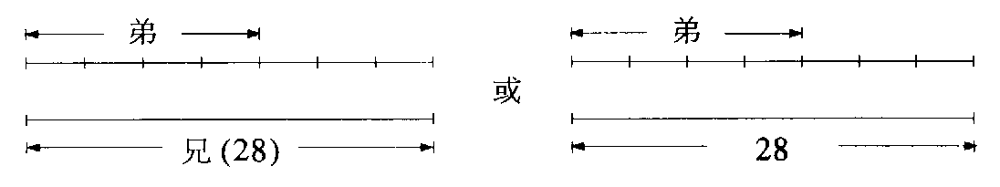 弟 弟
或
兄(28) 28